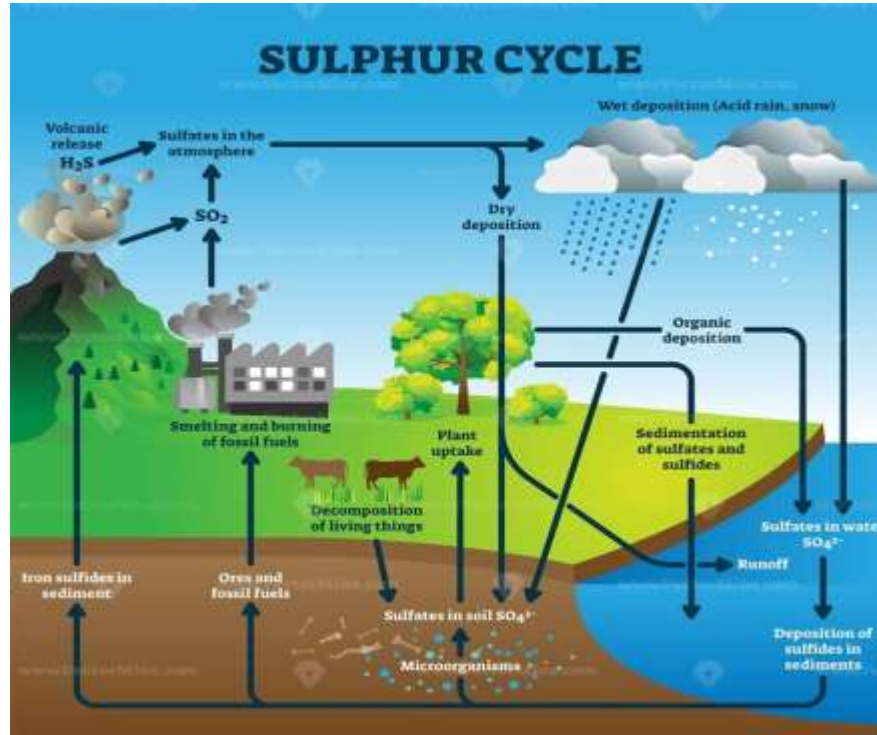 SULPHUR CYCLE
Wet deposition (Acid rain, snow)
Volcanic
release
H₂S
Sulfates in the
atmosphere
SO₂
Dry
deposition
Organic
deposition
Smelting and burning
of fossil fuels
Plant
uptake
Sedimentation
of sulfates and
sulfides
Decomposition
of living things
Sulfates in wate
SO₄²⁻
Runoff
Iron sulfides in
sediment
Ores and
fossil fuels
Sulfates in soil SO₄²⁻
Deposition of
sulfides in
sediments
Microorganisms